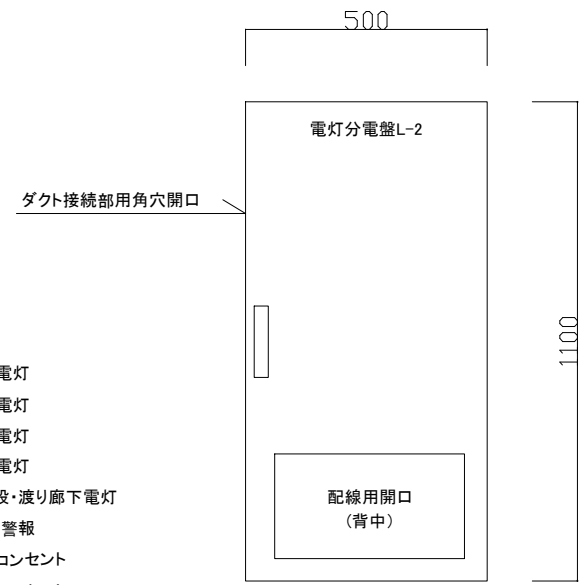 500
電灯分電盤L-2
ダクト接続部用角穴開口
1100
電灯
電灯
電灯
電灯
段・渡り廊下電灯
警報
コンセント
配線用開口
(背中)